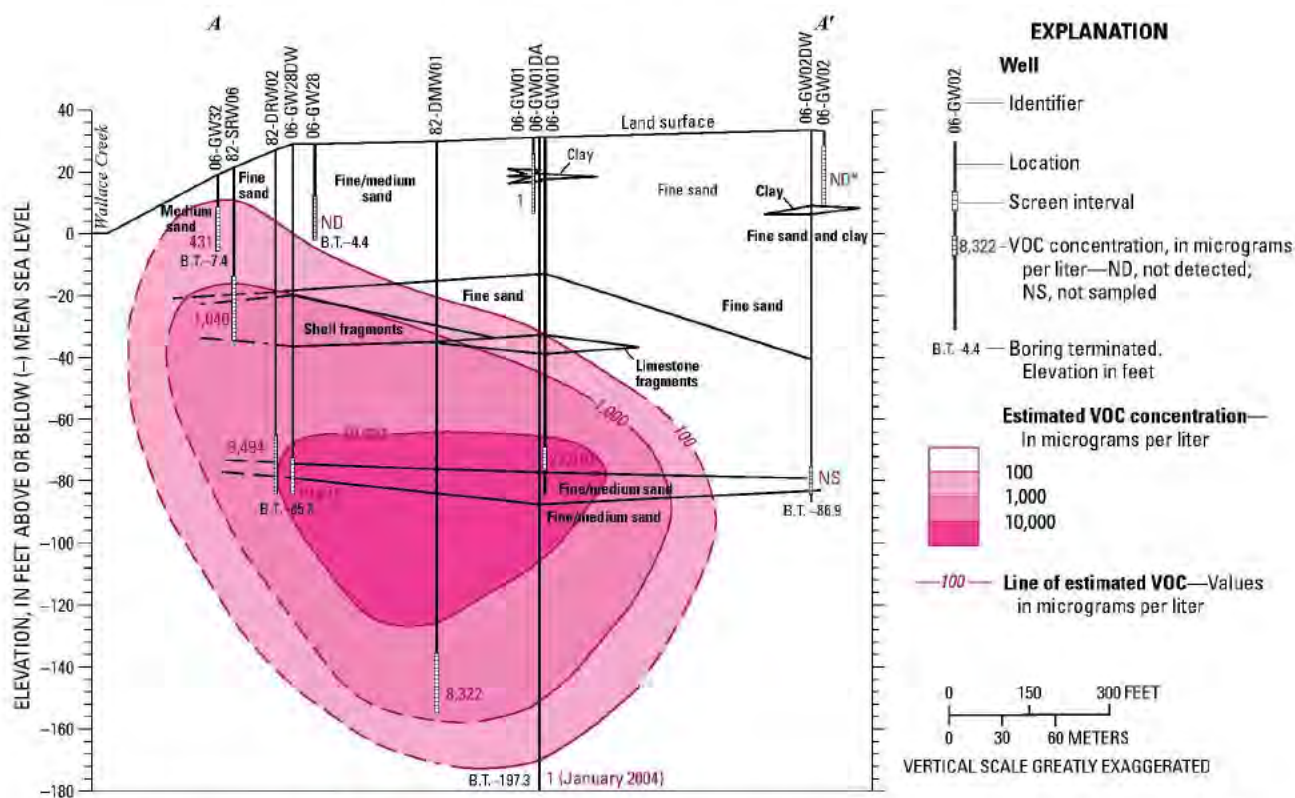 A
A'
06-GW32
82-SRW06
82-DRW02
06-GW28DW
06-GW28
82-DMW01
06-GW01
06-GW01DA
06-GW01D
06-GW02DW
06-GW02
ELEVATION, IN FEET ABOVE OR BELOW (–) MEAN SEA LEVEL
40
20
0
–20
–40
–60
–80
–100
–120
–140
–160
–180
Wallace Creek
Land surface
Fine
sand
Medium
sand
431
B.T.–7.4
Fine/medium
sand
ND
B.T.–4.4
Clay
1
Fine sand
ND*
Clay
Fine sand and clay
Fine sand
Fine sand
Shell fragments
Limestone
fragments
1,000
100
NS
Fine/medium sand
Fine/medium sand
B.T.–86.9
8,322
B.T.–197.3
1 (January 2004)
EXPLANATION
Well
06-GW02
Identifier
Location
Screen interval
8,322
VOC concentration, in micrograms
per liter—ND, not detected;
NS, not sampled
B.T.-4.4
Boring terminated.
Elevation in feet
Estimated VOC concentration—
In micrograms per liter
100
1,000
10,000
100
Line of estimated VOC—Values
in micrograms per liter
0 150 300 FEET
0 30 60 METERS
VERTICAL SCALE GREATLY EXAGGERATED